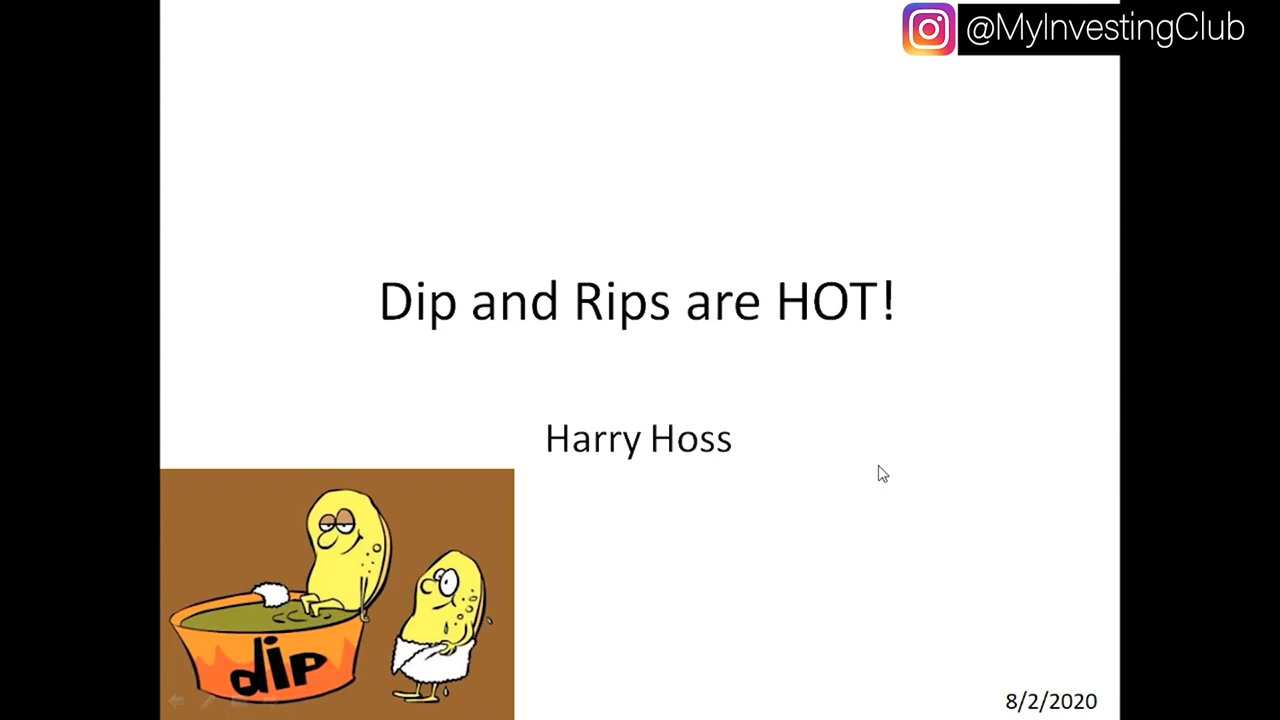 @MyInvestingClub
Dip and Rips are HOT!
Harry Hoss
dip
8/2/2020